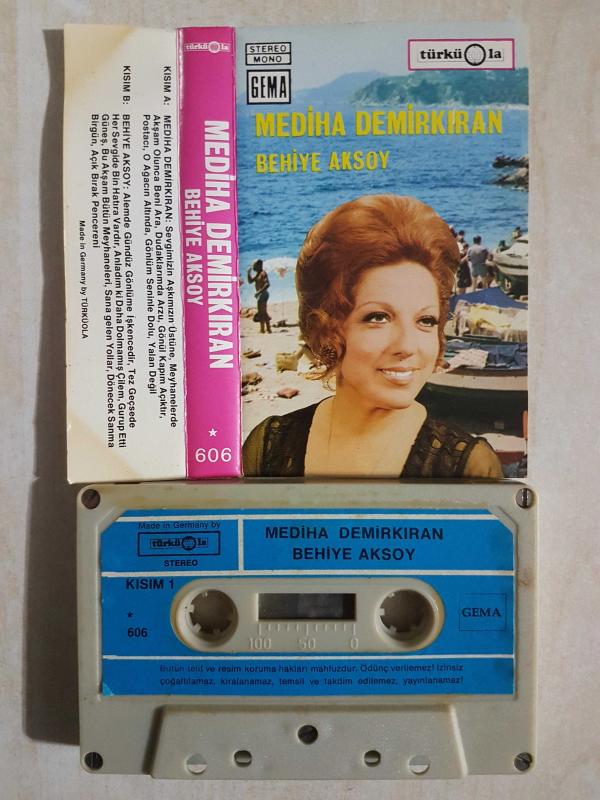 KISIM A: MEDİHA DEMİRKIRAN: Sevgimizin Aşkımızın Üstüne, Meyhanelerde
Akşam Olunca Beni Ara, Dudaklarımda Arzu, Gönül Kapım Açıktır,
Postacı, O Ağacın Altında, Gönlüm Seninle Dolu, Yalan Değil
KISIM B: BEHİYE AKSOY: Alemde Gündüz Gönlüme İşkencedir, Tez Geçsede
Her Sevgide Bin Hatıra Vardır, Anladım ki Daha Dolmamış Çilem, Gurup Etti
Güneş, Bu Akşam Bütün Meyhaneleri, Sana gelen Yollar, Dönecek Sanma
Birgün, Açık Bırak Pencereni
Made in Germany by TÜRKÜOLA
türküola
MEDİHA DEMİRKIRAN
BEHİYE AKSOY
*
606
STEREO
MONO
GEMA
türküola
MEDİHA DEMİRKIRAN
BEHİYE AKSOY
Made in Germany by
türküola
STEREO
MEDİHA DEMİRKIRAN
BEHİYE AKSOY
KISIM 1
*
606
100 50 0
GEMA
Bütün telif ve resim koruma hakları mahfuzdur. Ödünç verilemez! İzinsiz
çoğaltılamaz, kiralanamaz, temsil ve takdim edilemez, yayınlanamaz!